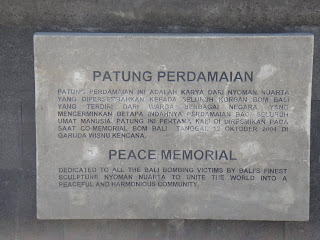 PATUNG PERDAMAIAN
PATUNG PERDAMAIAN INI ADALAH KARYA DARI NYOMAN NUARTA
YANG DIPERSEMBAHKAN KEPADA SELURUH KORBAN BOM BALI
YANG TERDIRI DARI WARGA BERBAGAI NEGARA YANG
MENCERMINKAN BETAPA INDAHNYA PERDAMAIAN BAGI SELURUH
UMAT MANUSIA. PATUNG INI PERTAMA KALI DIRESMIKAN PADA
SAAT CO-MEMORIAL BOM BALI TANGGAL 12 OKTOBER 2004 DI
GARUDA WISNU KENCANA.
PEACE MEMORIAL
DEDICATED TO ALL THE BALI BOMBING VICTIMS BY BALI'S FINEST
SCULPTURE NYOMAN NUARTA TO UNITE THE WORLD INTO A
PEACEFUL AND HARMONIOUS COMMUNITY.